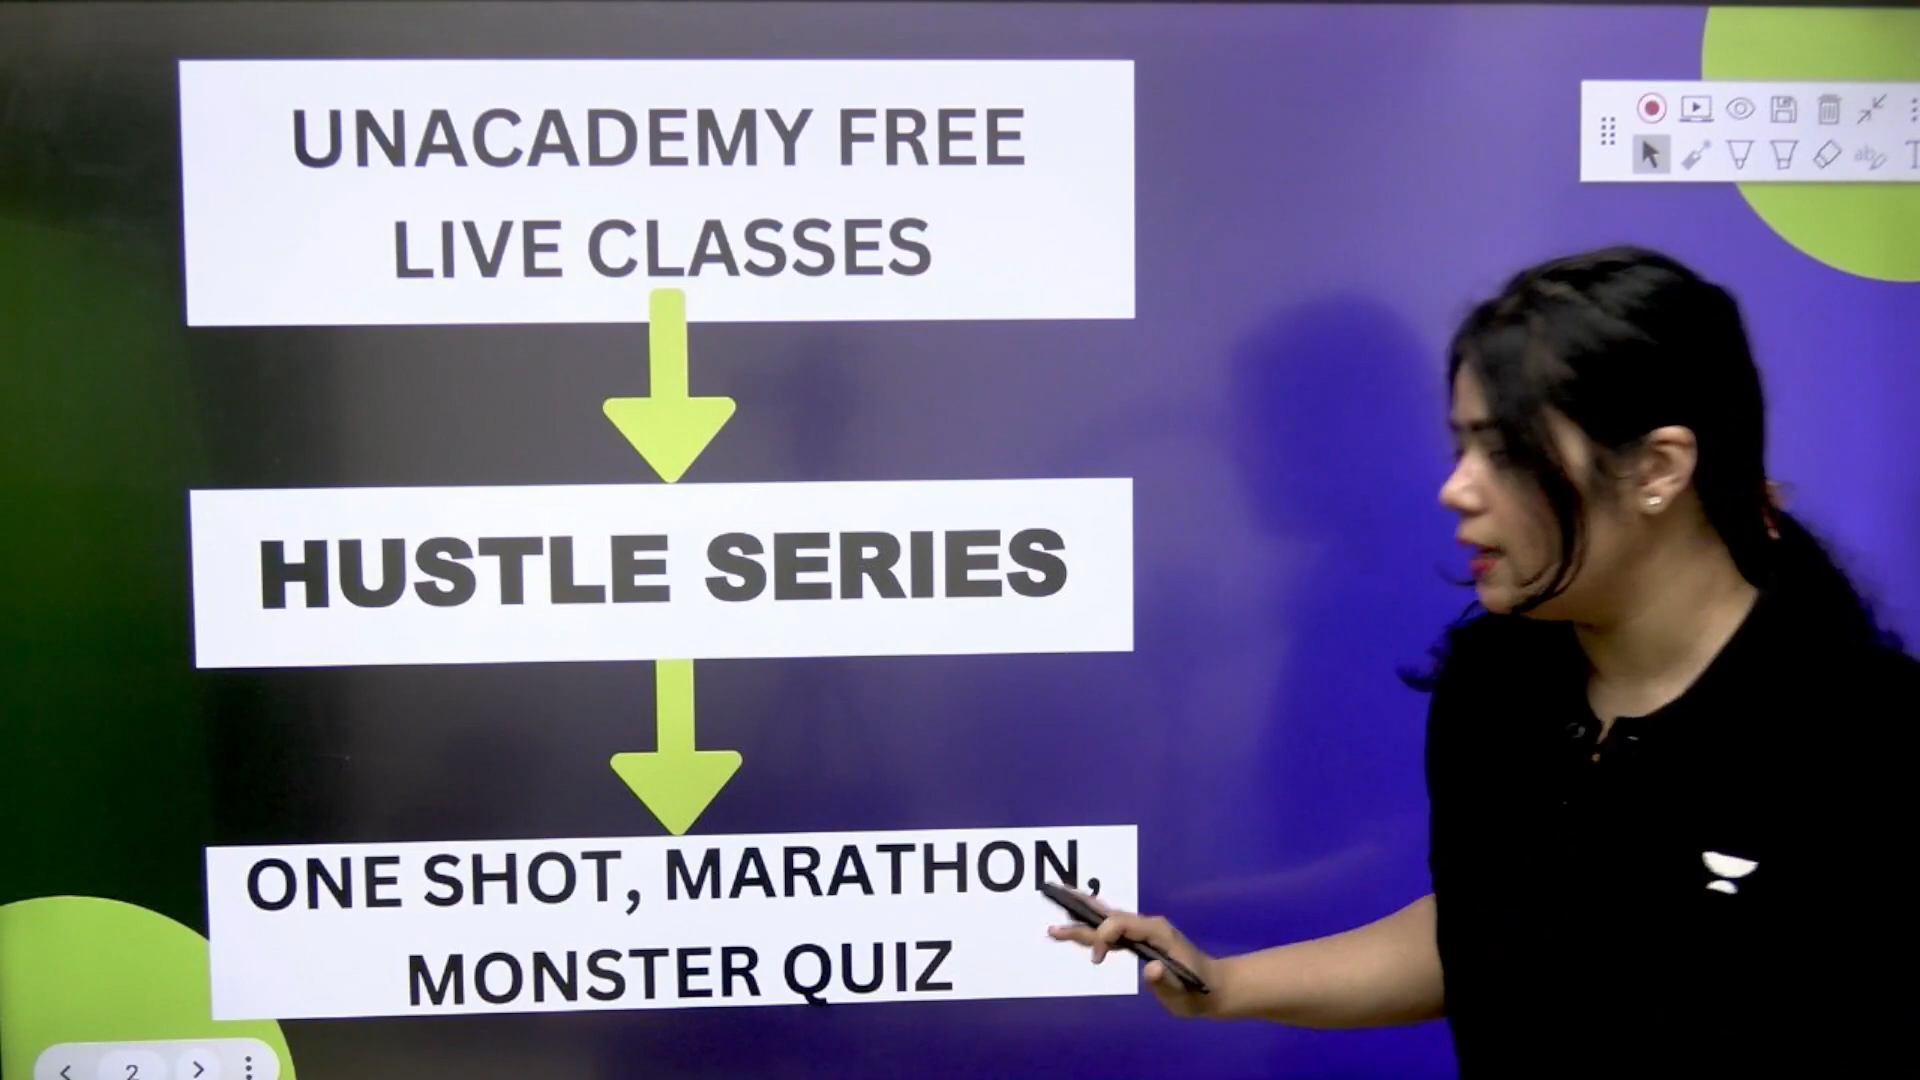 UNACADEMY FREE
LIVE CLASSES
HUSTLE SERIES
ONE SHOT, MARATHON,
MONSTER QUIZ
2